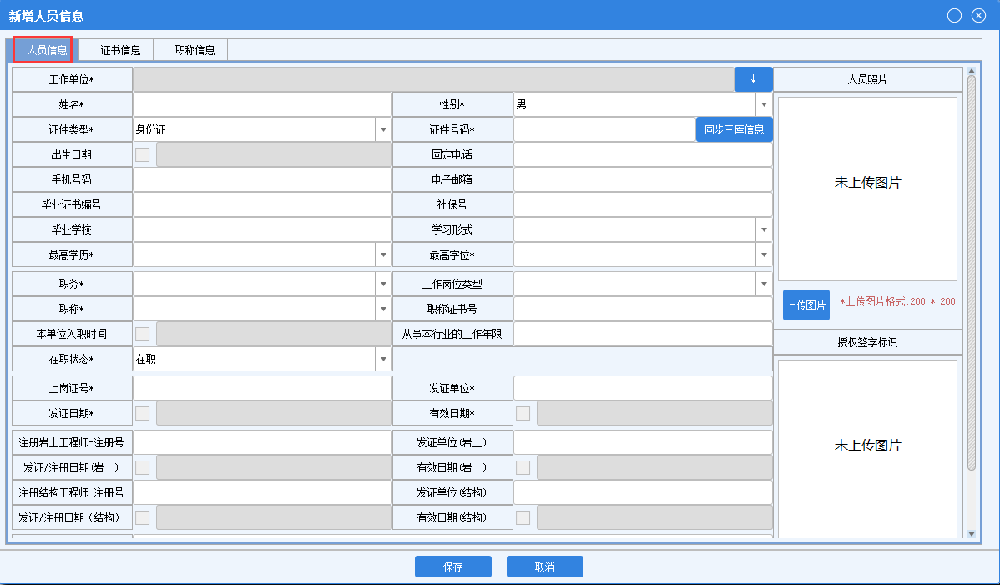 新增人员信息
人员信息 证书信息 职称信息
工作单位* ↓ 人员照片
姓名* 性别* 男
证件类型* 身份证 证件号码* 同步三库信息
出生日期 固定电话
手机号码 电子邮箱
未上传图片
毕业证书编号 社保号
毕业学校 学习形式
最高学历* 最高学位*
职务* 工作岗位类型
职称* 职称证书号
上传图片 *上传图片格式:200 * 200
本单位入职时间 从事本行业的工作年限
授权签字标识
在职状态* 在职
上岗证号* 发证单位*
发证日期* 有效日期*
注册岩土工程师-注册号 发证单位(岩土)
未上传图片
发证/注册日期(岩土) 有效日期(岩土)
注册结构工程师-注册号 发证单位(结构)
发证/注册日期(结构) 有效日期(结构)
保存 取消